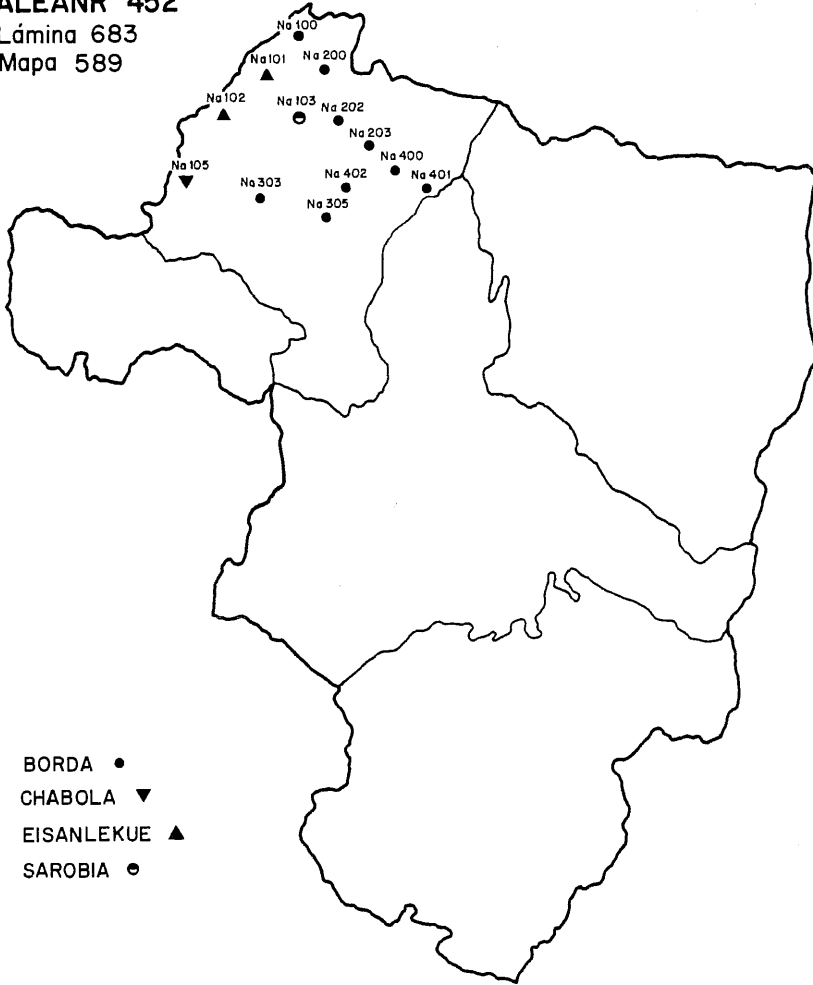 ALEANR 452
Lámina 683
Mapa 589
Na 100
Na 101
Na 200
Na 102
Na 103
Na 202
Na 203
Na 105
Na 400
Na 303
Na 402
Na 401
Na 305
BORDA
CHABOLA
EISANLEKUE
SAROBIA